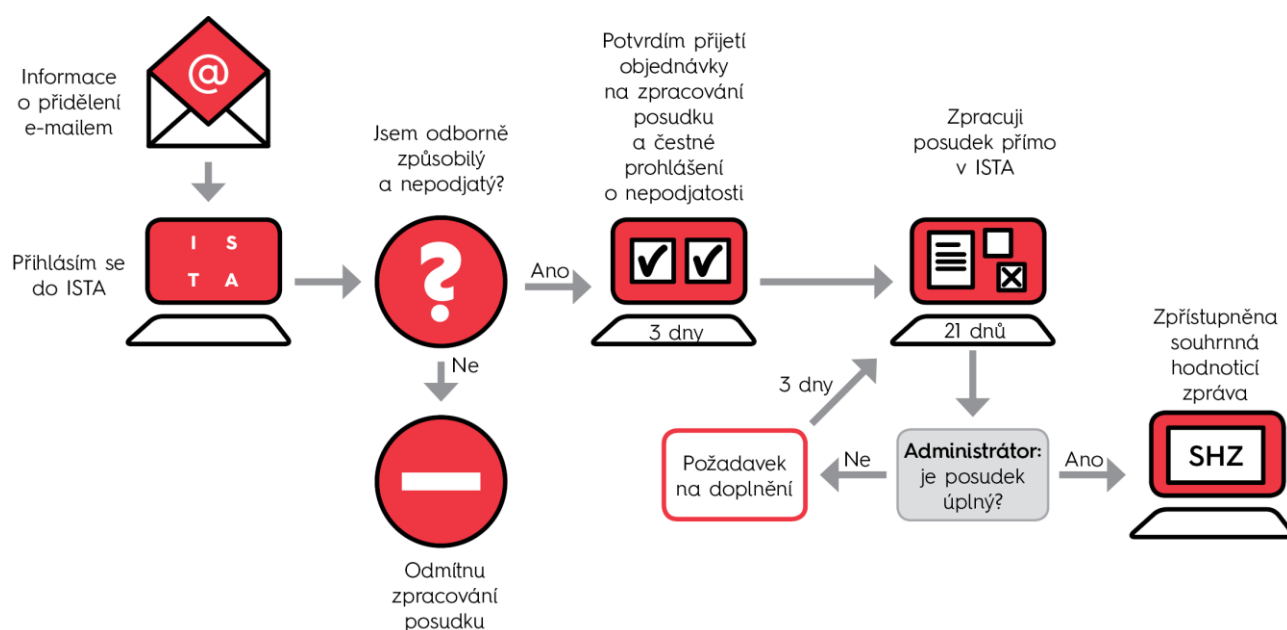 @
Informace
o přidělení
e-mailem
Přihlásím se
do ISTA
I S
T A
Jsem odborně
způsobilý
a nepodjatý?
?
Ano
Ne
Odmítnu
zpracování
posudku
Potvrdím přijetí
objednávky
na zpracování
posudku
a čestné
prohlášení
o nepodjatosti
3 dny
Zpracuji
posudek přímo
v ISTA
21 dnů
3 dny
Požadavek
na doplnění
Ne
Administrátor:
je posudek
úplný?
Ano
Zpřístupněna
souhrnná
hodnoticí
zpráva
SHZ